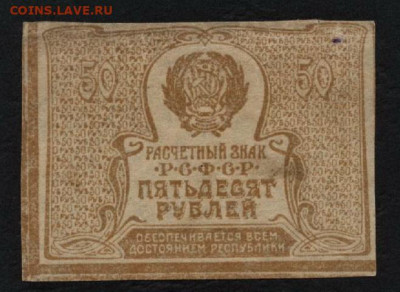 COINS.LAVE.RU
50 50
РАСЧЕТНЫЙ ЗНАК
Р·С·Ф·С·Р
ПЯТЬДЕСЯТ
РУБЛЕЙ
ОБЕСПЕЧИВАЕТСЯ ВСЕМ
ДОСТОЯНИЕМ РЕСПУБЛИКИ